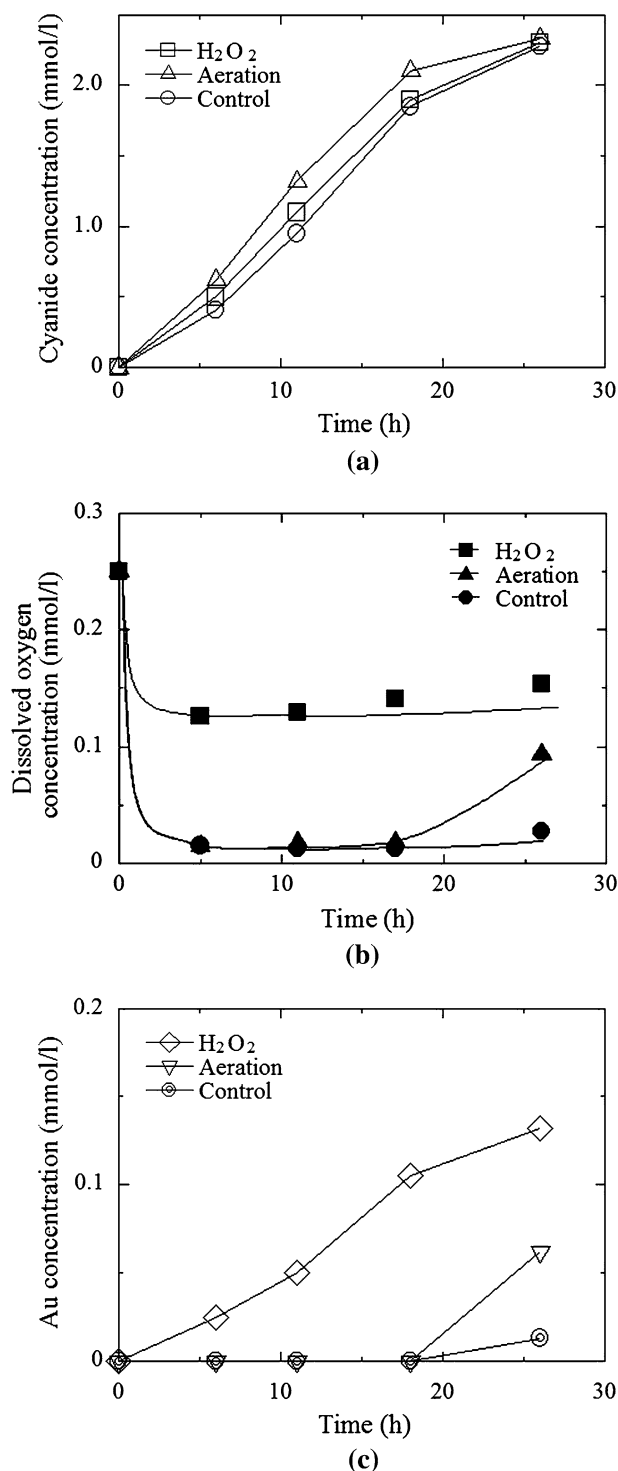 H₂O₂
Aeration
Control
Cyanide concentration (mmol/l)
2.0
1.0
0
0 10 20 30
Time (h)
(a)
H₂O₂
Aeration
Control
Dissolved oxygen
concentration (mmol/l)
0.3
0.2
0.1
0
0 10 20 30
Time (h)
(b)
H₂O₂
Aeration
Control
Au concentration (mmol/l)
0.2
0.1
0
0 10 20 30
Time (h)
(c)